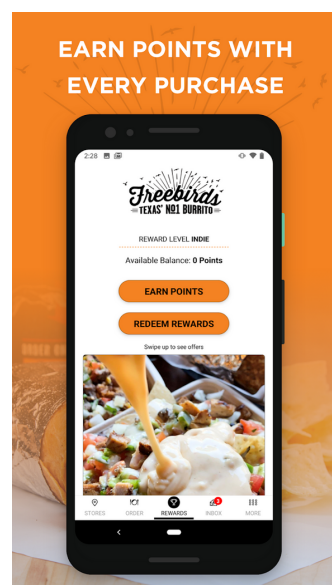 EARN POINTS WITH
EVERY PURCHASE
2:28
Freebirds
TEXAS' Nº1 BURRITO
REWARD LEVEL INDIE
Available Balance: 0 Points
EARN POINTS
REDEEM REWARDS
Swipe up to see offers
STORES
ORDER
REWARDS
INBOX
MORE